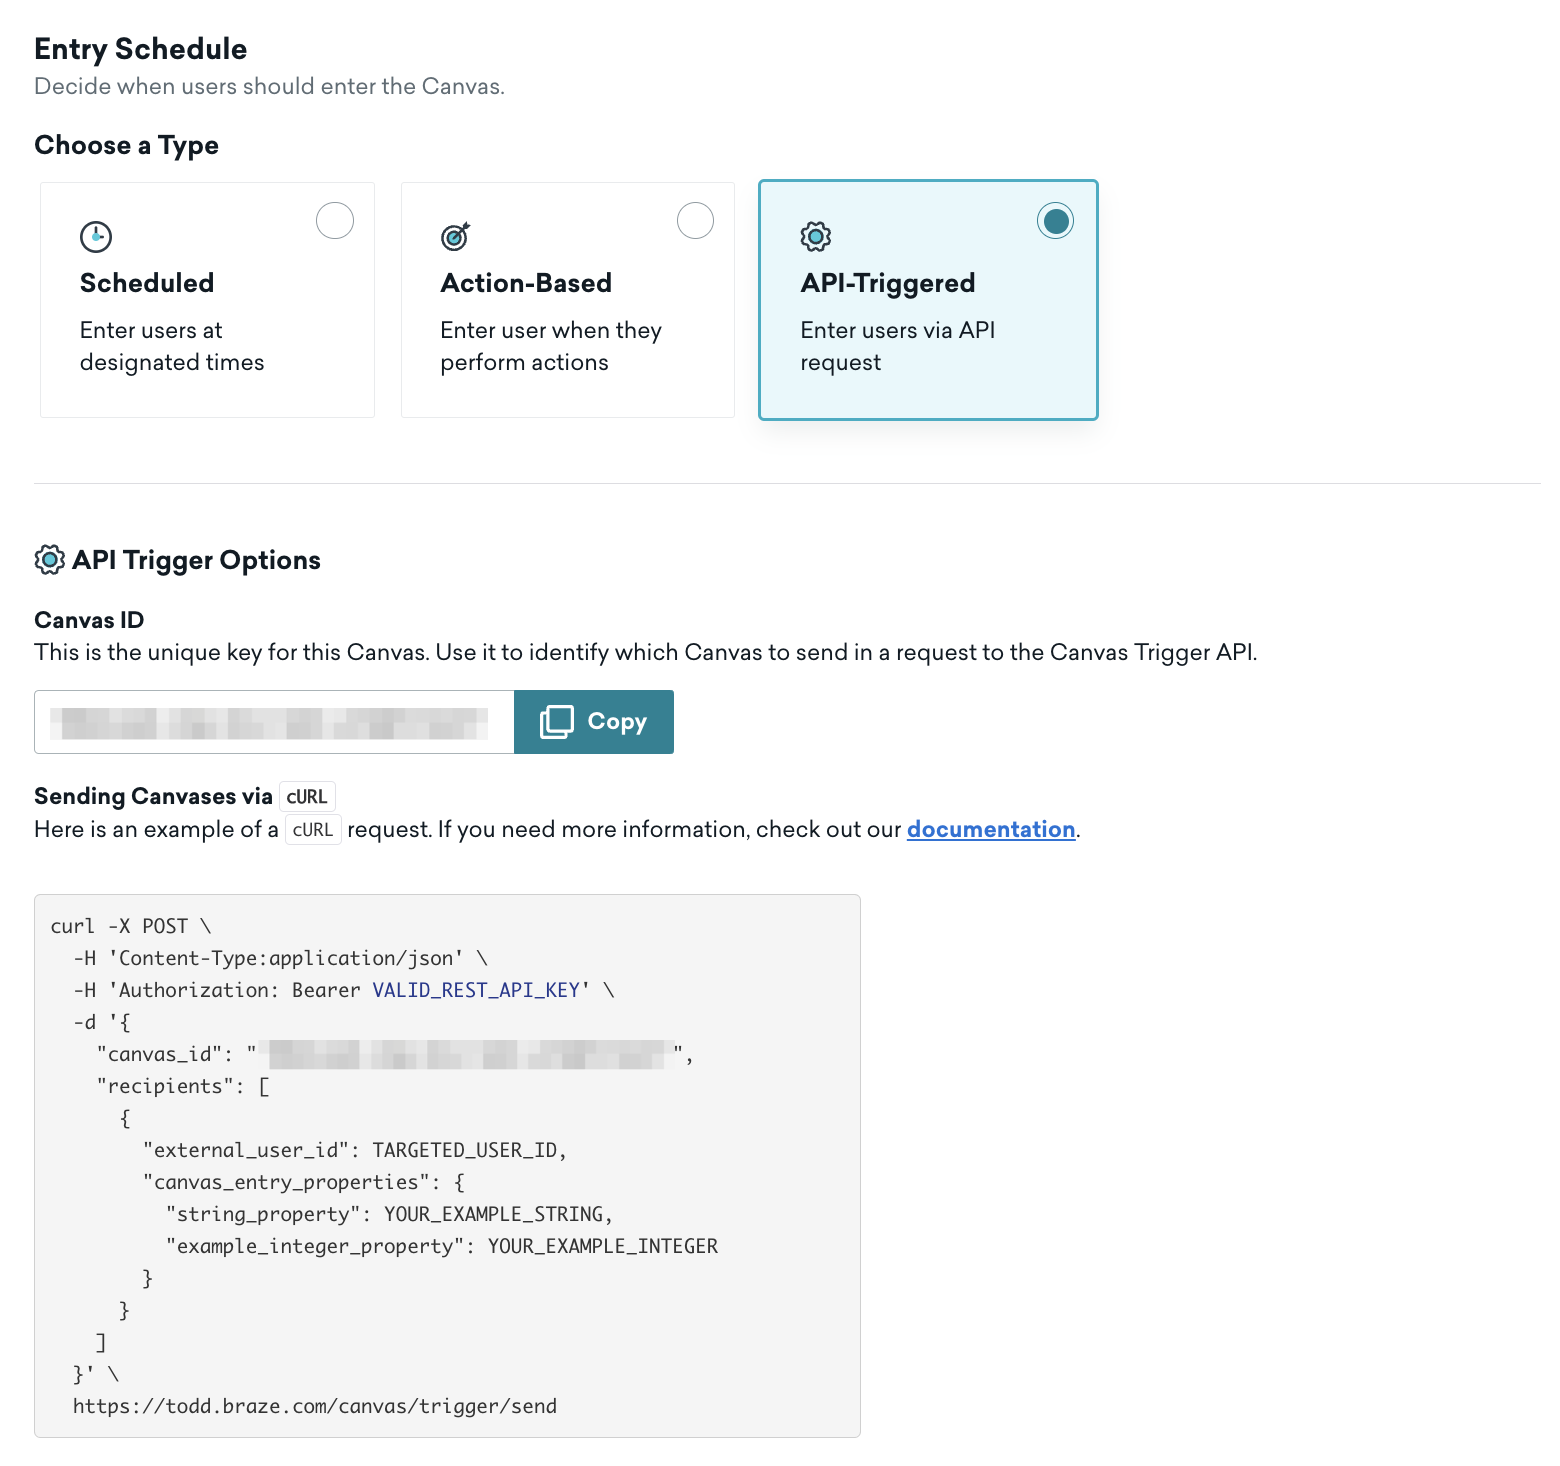 Entry Schedule
Decide when users should enter the Canvas.
Choose a Type
Scheduled
Enter users at
designated times
Action-Based
Enter user when they
perform actions
API-Triggered
Enter users via API
request
API Trigger Options
Canvas ID
This is the unique key for this Canvas. Use it to identify which Canvas to send in a request to the Canvas Trigger API.
Copy
Sending Canvases via cURL
Here is an example of a cURL request. If you need more information, check out our documentation.
curl -X POST \
-H 'Content-Type:application/json' \
-H 'Authorization: Bearer VALID_REST_API_KEY' \
-d '{
"canvas_id": " ",
"recipients": [
{
"external_user_id": TARGETED_USER_ID,
"canvas_entry_properties": {
"string_property": YOUR_EXAMPLE_STRING,
"example_integer_property": YOUR_EXAMPLE_INTEGER
}
}
]
}' \
https://todd.braze.com/canvas/trigger/send